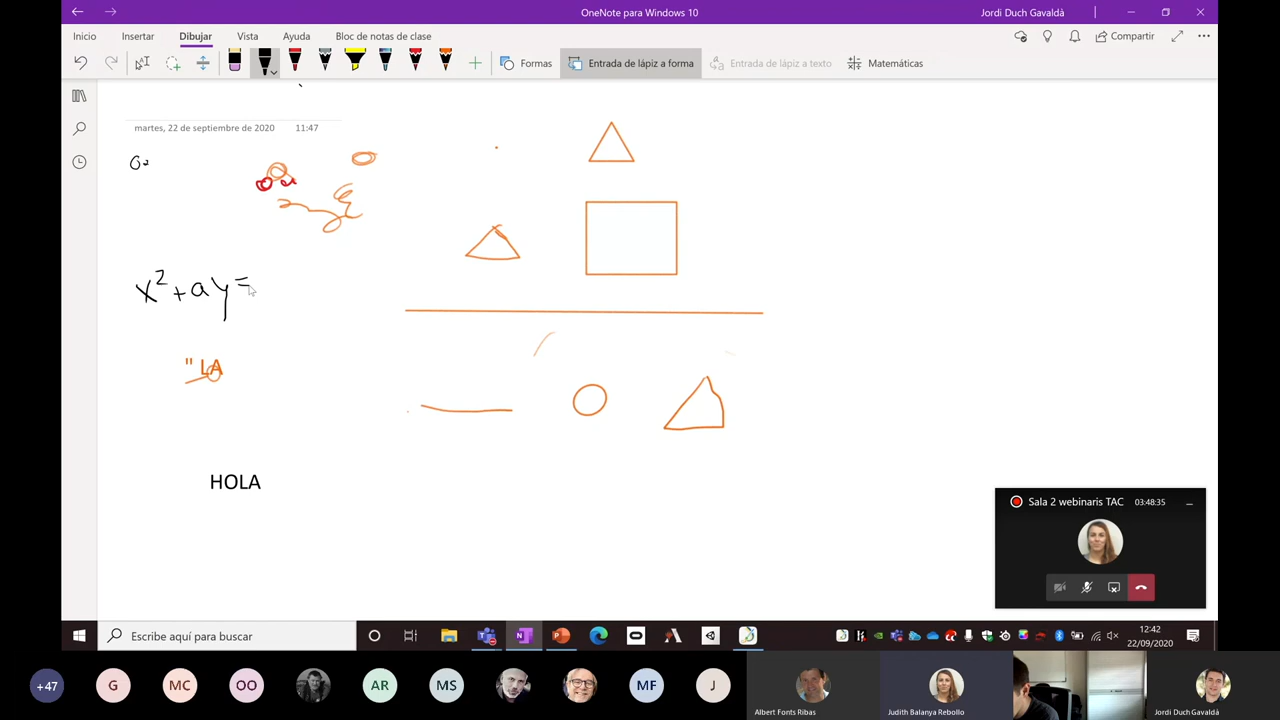 OneNote para Windows 10
Jordi Duch Gavaldà
Inicio Insertar Dibujar Vista Ayuda Bloc de notas de clase
Compartir
Formas Entrada de lápiz a forma Entrada de lápiz a texto Matemáticas
martes, 22 de septiembre de 2020 11:47
x² + ay =
" LA
HOLA
Sala 2 webinaris TAC 03:48:35
Escribe aquí para buscar
12:42
22/09/2020
+47 G MC OO AR MS MF J
Albert Fonts Ribas Judith Balanya Rebollo Jordi Duch Gavaldà